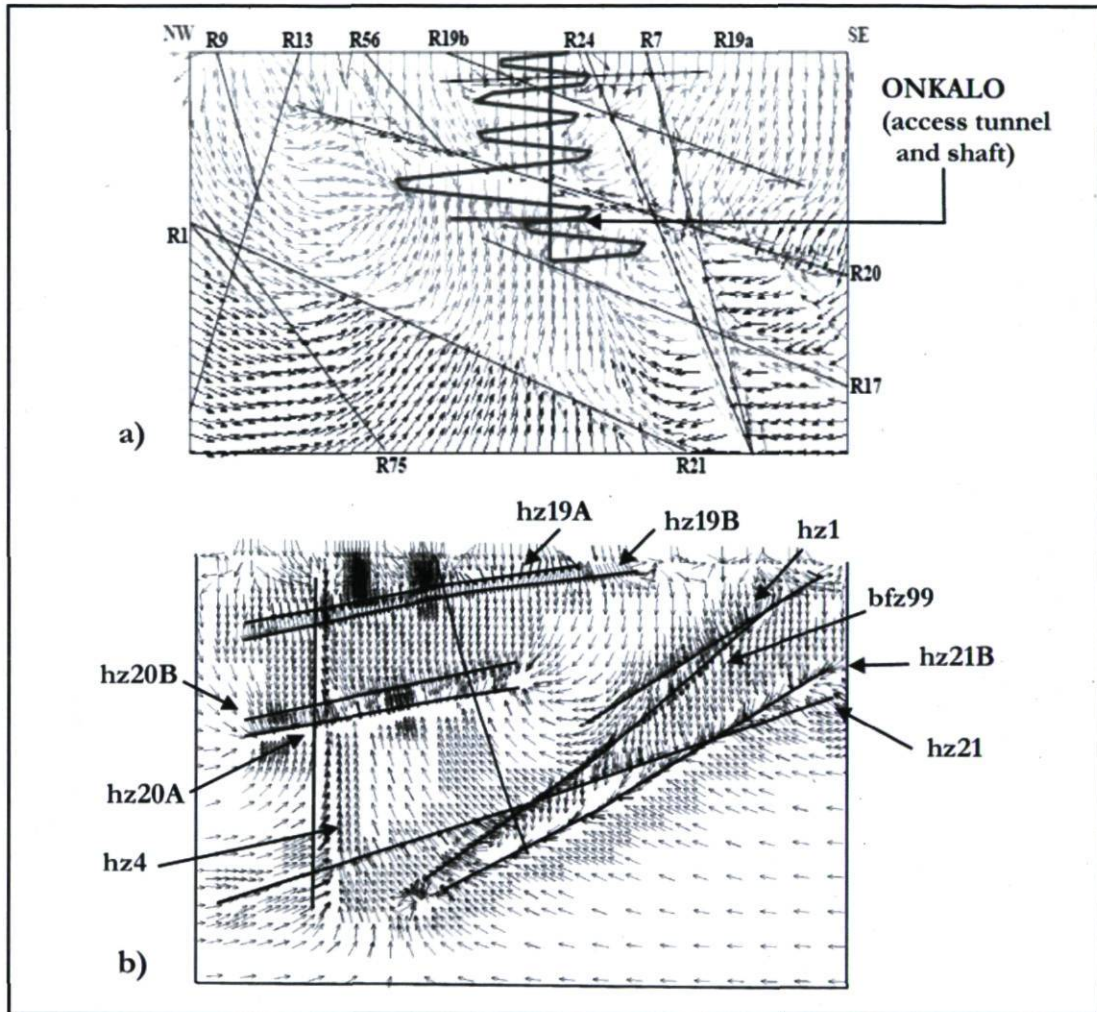 NW R9 R13 R56 R19b R24 R7 R19a SE
ONKALO
(access tunnel
and shaft)
R1
R20
R17
a)
R75 R21
hz19A
hz19B
hz1
bfz99
hz20B
hz21B
hz21
hz20A
hz4
b)